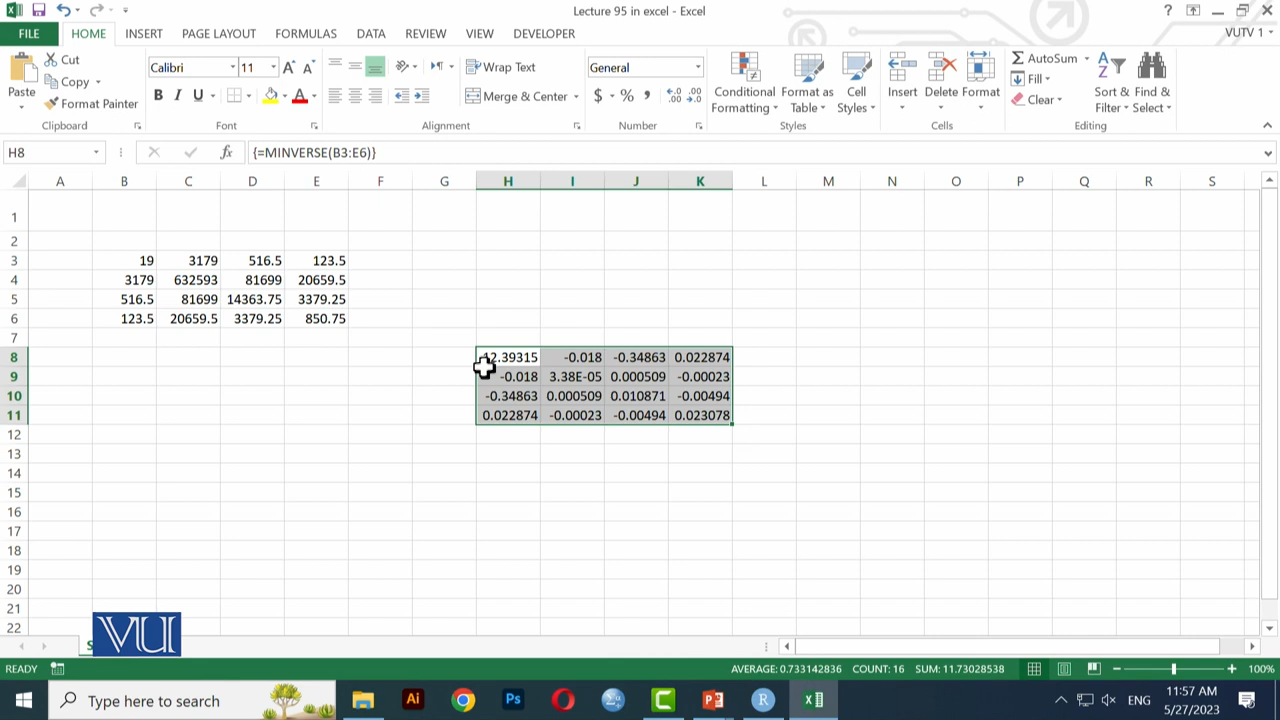 Lecture 95 in excel - Excel
FILE HOME INSERT PAGE LAYOUT FORMULAS DATA REVIEW VIEW DEVELOPER VUTV 1
Paste Cut Copy Format Painter Clipboard
Calibri 11 B I U A Font
Wrap Text Merge & Center Alignment
General $ % Number
Conditional Formatting Format as Table Cell Styles Styles
Insert Delete Format Cells
AutoSum Fill Clear Sort & Filter Find & Select Editing
H8 fx {=MINVERSE(B3:E6)}
A B C D E F G H I J K L M N O P Q R S
1
2
3 19 3179 516.5 123.5
4 3179 632593 81699 20659.5
5 516.5 81699 14363.75 3379.25
6 123.5 20659.5 3379.25 850.75
7
8 12.39315 -0.018 -0.34863 0.022874
9 -0.018 3.38E-05 0.000509 -0.00023
10 -0.34863 0.000509 0.010871 -0.00494
11 0.022874 -0.00023 -0.00494 0.023078
12
13
14
15
16
17
18
19
20
21
22
VU
READY AVERAGE: 0.733142836 COUNT: 16 SUM: 11.73028538 100%
Type here to search Ai Ps R ENG 11:57 AM
5/27/2023